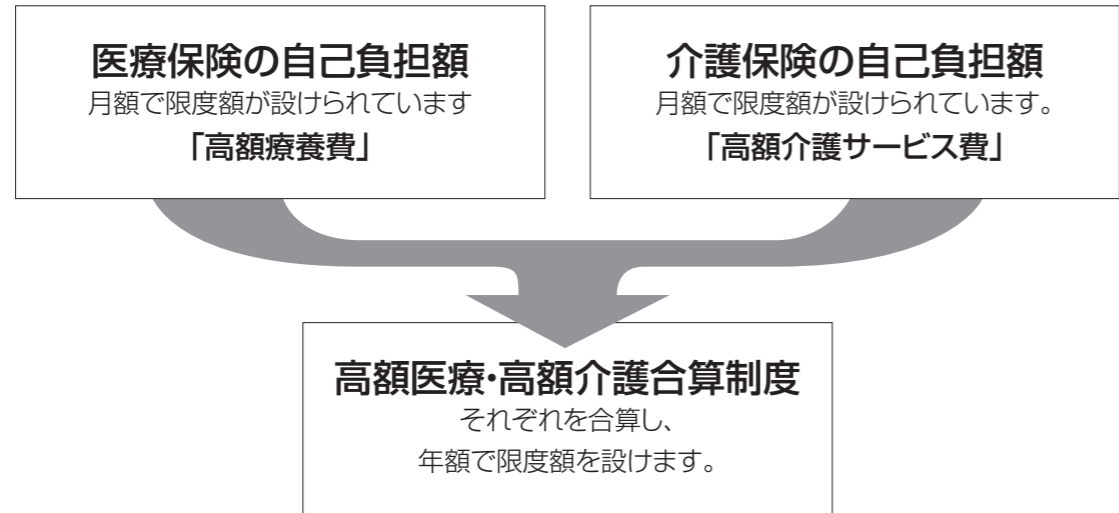 医療保険の自己負担額
月額で限度額が設けられています
「高額療養費」
介護保険の自己負担額
月額で限度額が設けられています。
「高額介護サービス費」
高額医療・高額介護合算制度
それぞれを合算し、
年額で限度額を設けます。